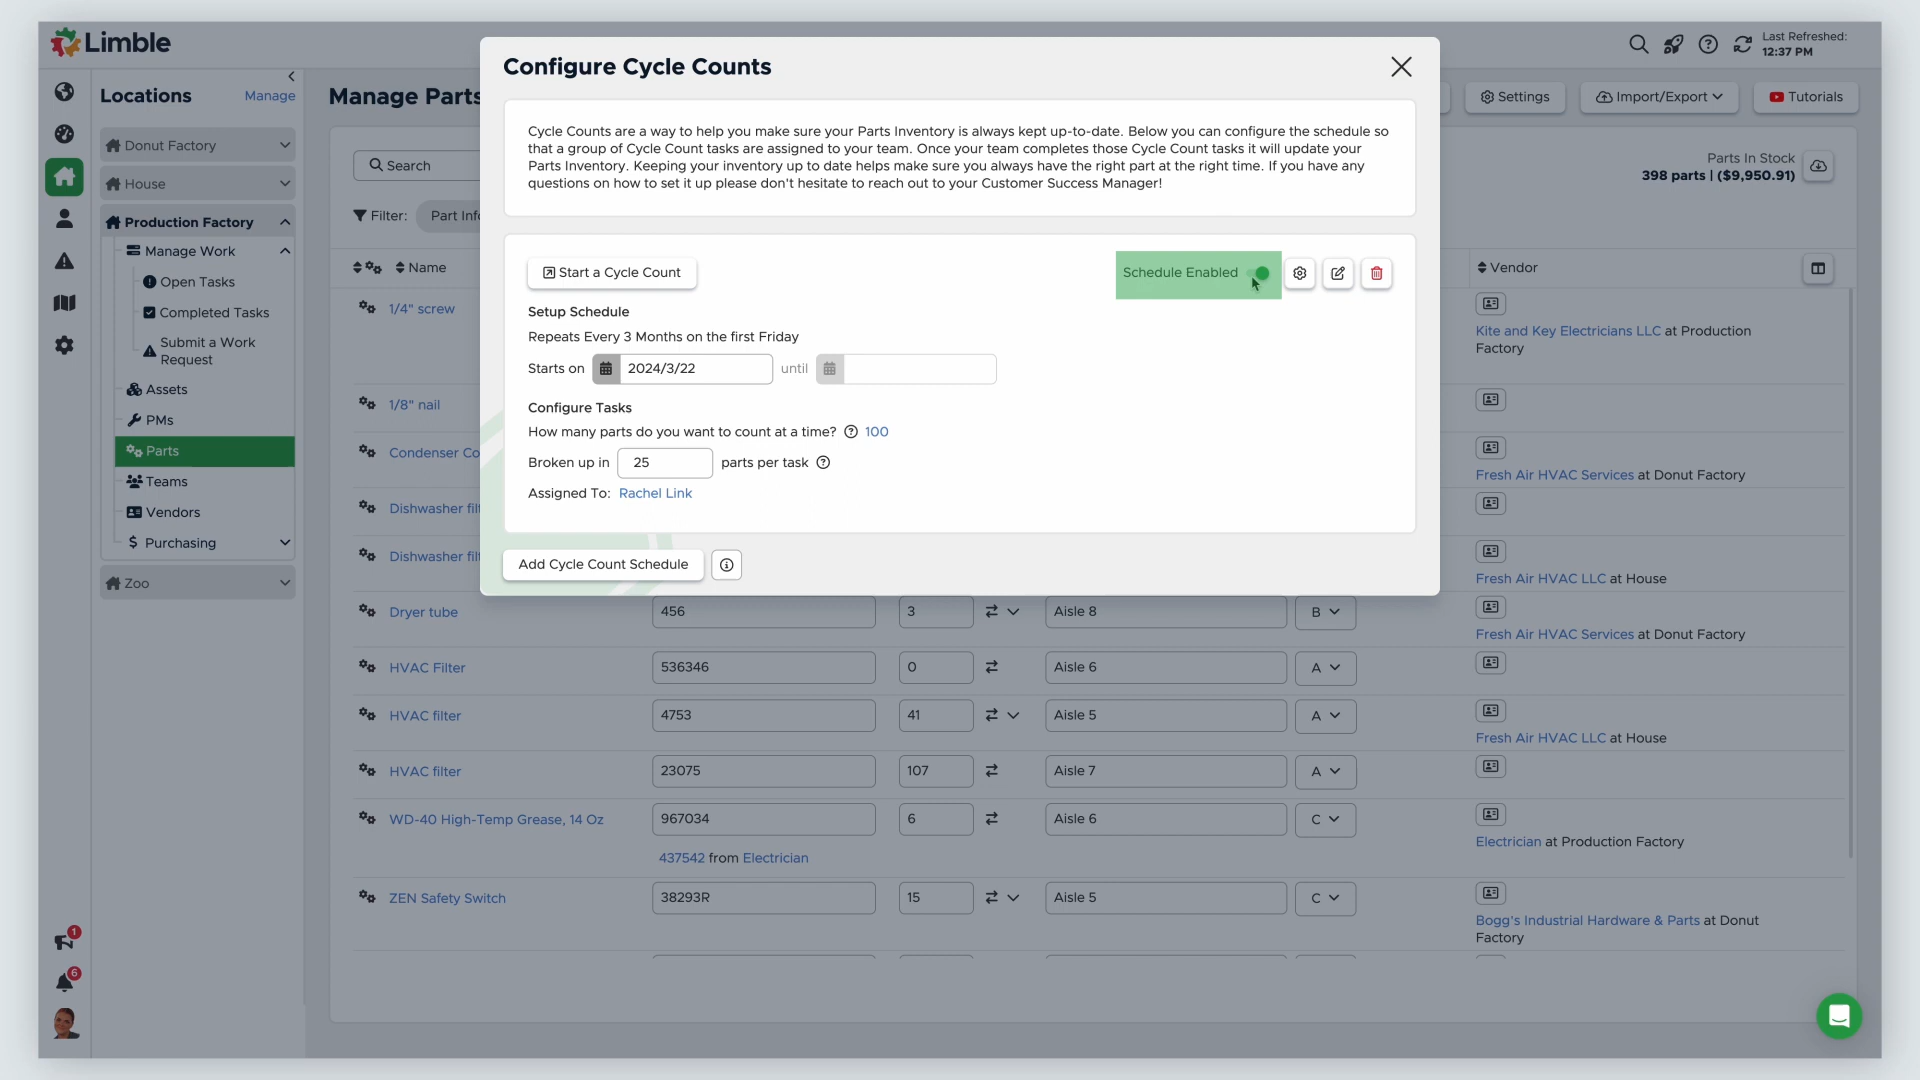 Limble
Last Refreshed:
12:37 PM
Locations
Manage
Donut Factory
House
Production Factory
Manage Work
Open Tasks
Completed Tasks
Submit a Work
Request
Assets
PMs
Parts
Teams
Vendors
$ Purchasing
Zoo
1
6
Manage Parts
Settings
Import/Export
Tutorials
Search
Parts In Stock
398 parts | ($9,950.91)
Filter:
Part Info
Configure Cycle Counts
Cycle Counts are a way to help you make sure your Parts Inventory is always kept up-to-date. Below you can configure the schedule so
that a group of Cycle Count tasks are assigned to your team. Once your team completes those Cycle Count tasks it will update your
Parts Inventory. Keeping your inventory up to date helps make sure you always have the right part at the right time. If you have any
questions on how to set it up please don't hesitate to reach out to your Customer Success Manager!
Start a Cycle Count
Schedule Enabled
Setup Schedule
Repeats Every 3 Months on the first Friday
Starts on 2024/3/22 until
Configure Tasks
How many parts do you want to count at a time? 100
Broken up in 25 parts per task
Assigned To: Rachel Link
Add Cycle Count Schedule
Name
Vendor
1/4" screw
Kite and Key Electricians LLC at Production
Factory
1/8" nail
Condenser Co
Fresh Air HVAC Services at Donut Factory
Dishwasher filt
Dishwasher filt
Fresh Air HVAC LLC at House
Dryer tube 456 3 Aisle 8 B
Fresh Air HVAC Services at Donut Factory
HVAC Filter 536346 0 Aisle 6 A
HVAC filter 4753 41 Aisle 5 A
Fresh Air HVAC LLC at House
HVAC filter 23075 107 Aisle 7 A
WD-40 High-Temp Grease, 14 Oz 967034 6 Aisle 6 C
Electrician at Production Factory
437542 from Electrician
ZEN Safety Switch 38293R 15 Aisle 5 C
Bogg's Industrial Hardware & Parts at Donut
Factory